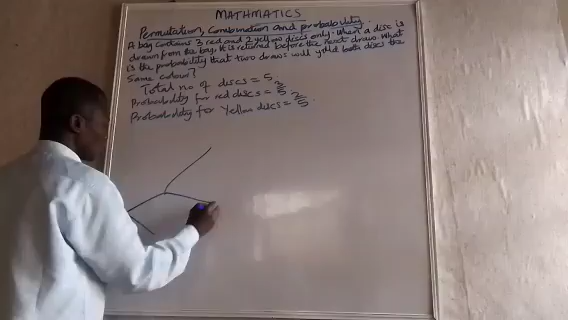 MATHMATICS
Permutation, Combination and probability.
A bag contains 3 red and 2 yellow discs only. When a disc is
drawn from the bag, it is returned before the next draw. What
is the probability that two draws will yield both discs the
same colour?
Total no of discs = 5
Probability for red discs = 3/5
Probability for Yellow discs = 2/5.